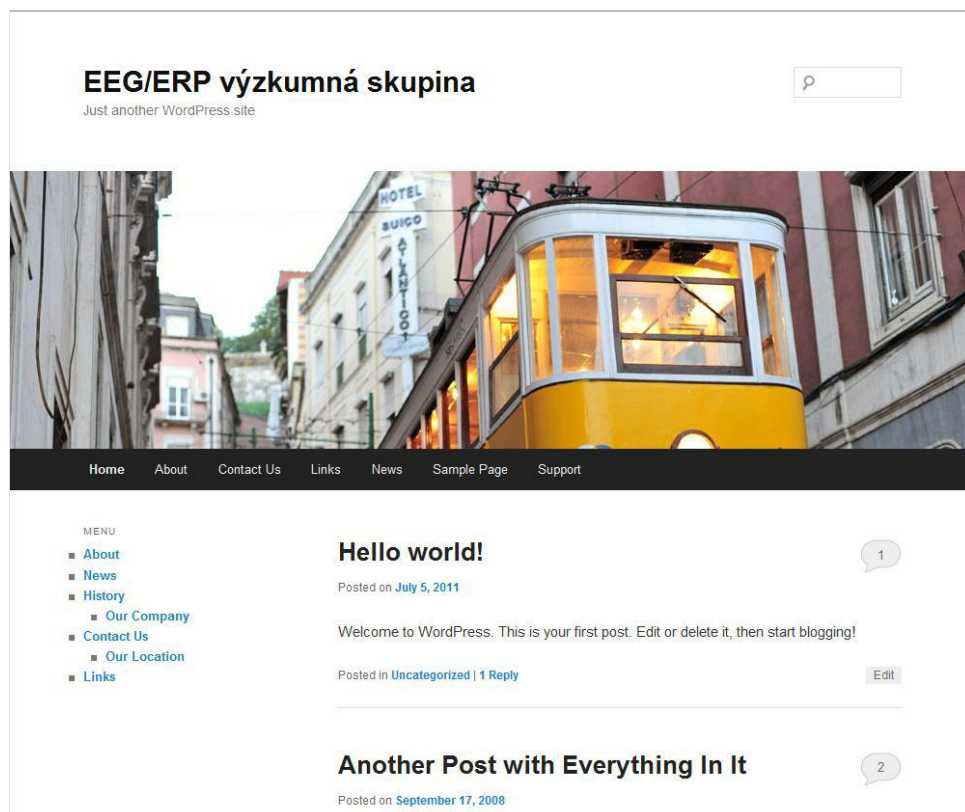 EEG/ERP výzkumná skupina
Just another WordPress site
HOTEL
SUIÇO
ATLANTICO
Home About Contact Us Links News Sample Page Support
MENU
About
News
History
Our Company
Contact Us
Our Location
Links
Hello world!
1
Posted on July 5, 2011
Welcome to WordPress. This is your first post. Edit or delete it, then start blogging!
Posted in Uncategorized | 1 Reply
Edit
Another Post with Everything In It
2
Posted on September 17, 2008